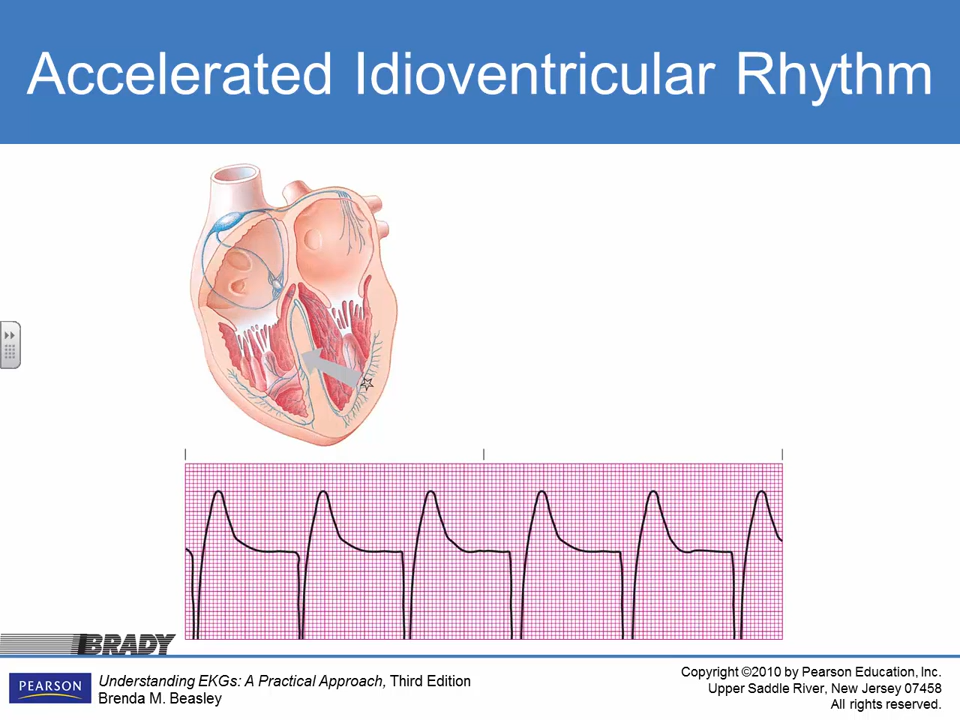 Accelerated Idioventricular Rhythm
BRADY
PEARSON
Understanding EKGs: A Practical Approach, Third Edition
Brenda M. Beasley
Copyright ©2010 by Pearson Education, Inc.
Upper Saddle River, New Jersey 07458
All rights reserved.